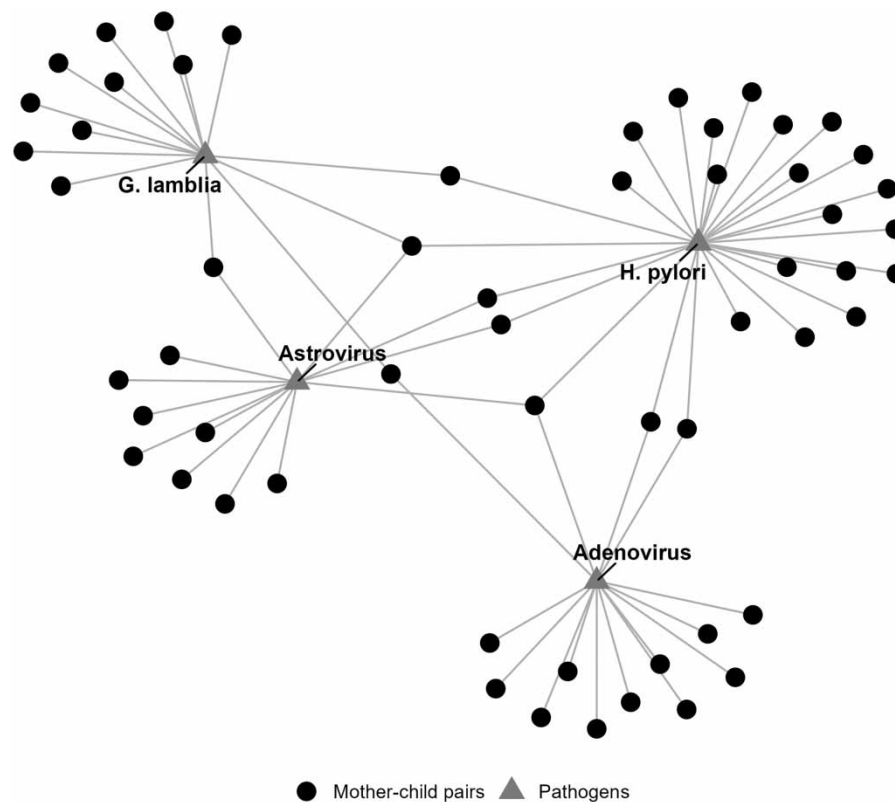 G. lamblia
H. pylori
Astrovirus
Adenovirus
Mother-child pairs Pathogens